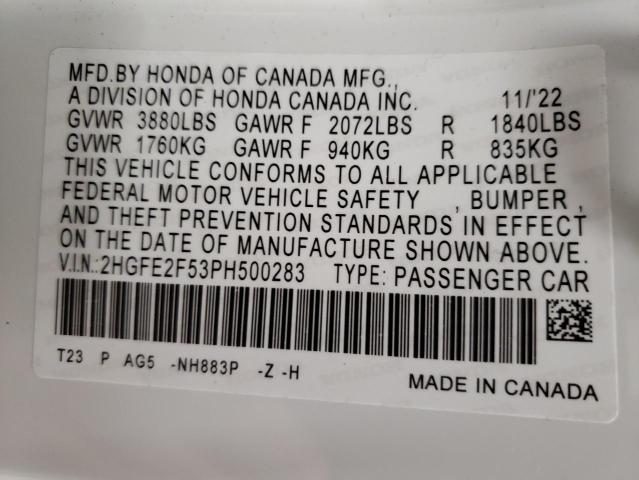 MFD.BY HONDA OF CANADA MFG.,
A DIVISION OF HONDA CANADA INC. 11/'22
GVWR 3880LBS GAWR F 2072LBS R 1840LBS
GVWR 1760KG GAWR F 940KG R 835KG
THIS VEHICLE CONFORMS TO ALL APPLICABLE
FEDERAL MOTOR VEHICLE SAFETY , BUMPER ,
AND THEFT PREVENTION STANDARDS IN EFFECT
ON THE DATE OF MANUFACTURE SHOWN ABOVE.
V.I.N.:2HGFE2F53PH500283 TYPE: PASSENGER CAR
T23 P AG5 -NH883P -Z -H
MADE IN CANADA